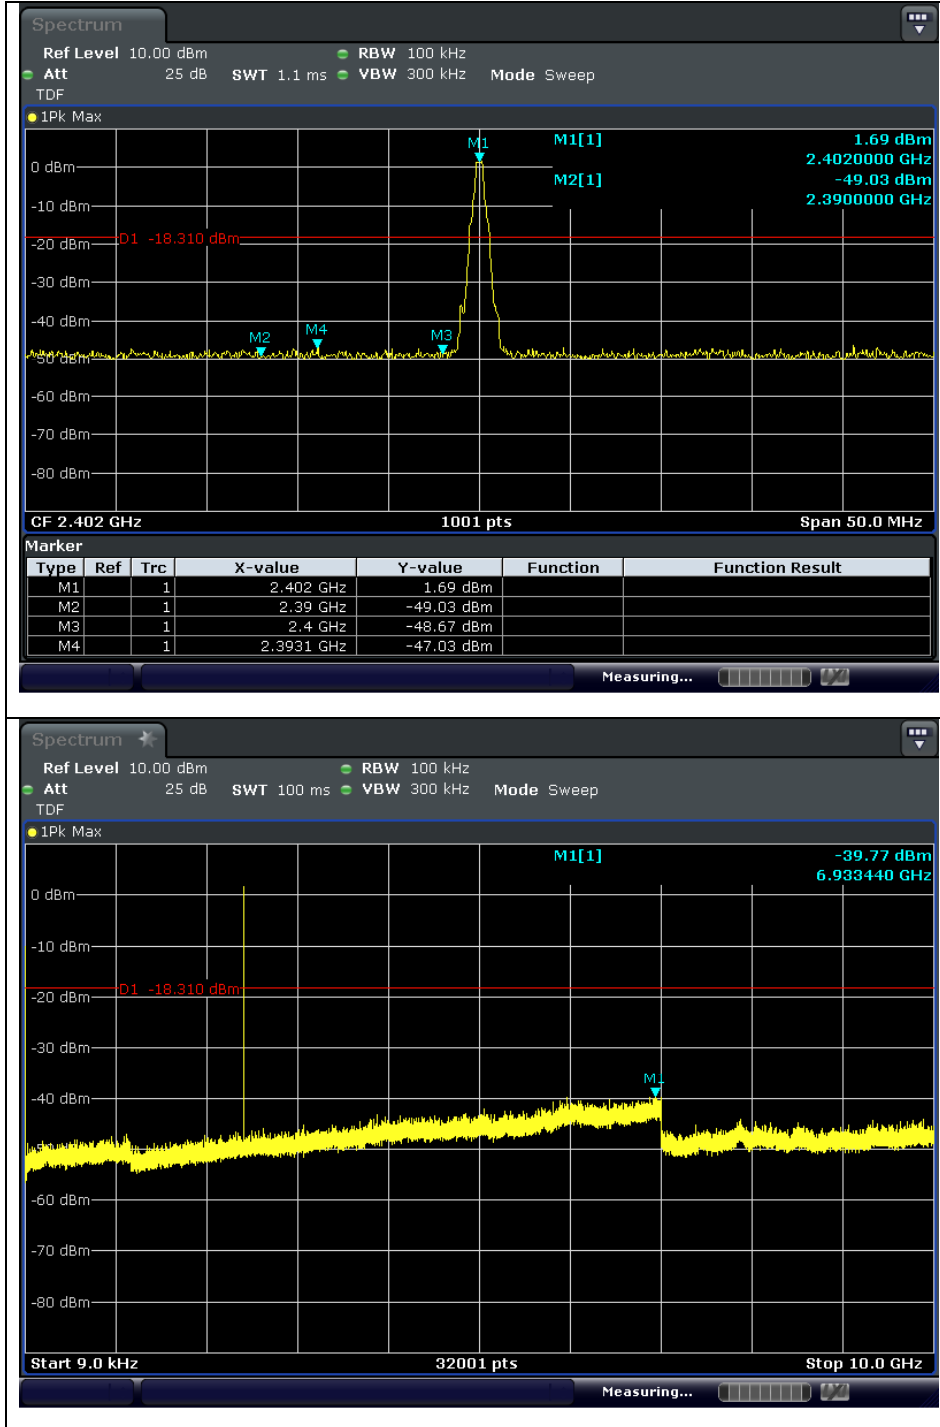 Spectrum
Ref Level 10.00 dBm RBW 100 kHz
Att 25 dB SWT 1.1 ms VBW 300 kHz Mode Sweep
TDF
1Pk Max
M1[1] 1.69 dBm
2.4020000 GHz
M2[1] -49.03 dBm
2.3900000 GHz
M1
0 dBm
-10 dBm
D1 -18.310 dBm
-20 dBm
-30 dBm
-40 dBm
M2 M4 M3
-50 dBm
-60 dBm
-70 dBm
-80 dBm
CF 2.402 GHz 1001 pts Span 50.0 MHz
Marker
Type Ref Trc X-value Y-value Function Function Result
M1 1 2.402 GHz 1.69 dBm
M2 1 2.39 GHz -49.03 dBm
M3 1 2.4 GHz -48.67 dBm
M4 1 2.3931 GHz -47.03 dBm
Measuring...
Spectrum
Ref Level 10.00 dBm RBW 100 kHz
Att 25 dB SWT 100 ms VBW 300 kHz Mode Sweep
TDF
1Pk Max
M1[1] -39.77 dBm
6.933440 GHz
0 dBm
-10 dBm
D1 -18.310 dBm
-20 dBm
-30 dBm
M1
-40 dBm
-60 dBm
-70 dBm
-80 dBm
Start 9.0 kHz 32001 pts Stop 10.0 GHz
Measuring...